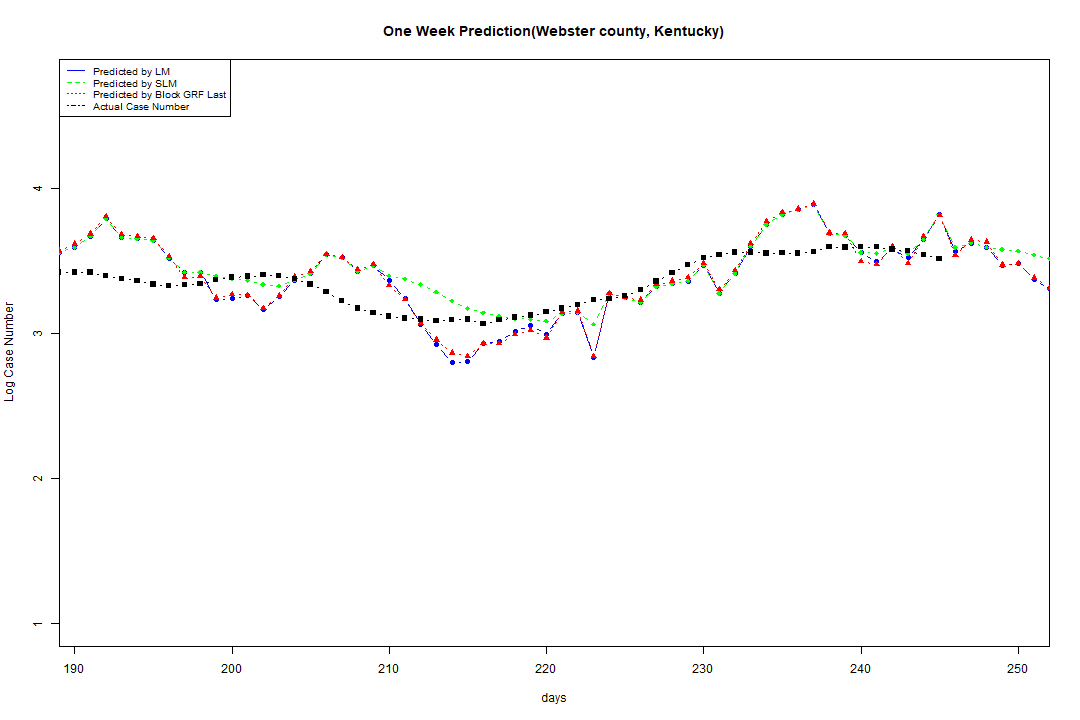 One Week Prediction(Webster county, Kentucky)
Predicted by LM
Predicted by SLM
Predicted by Block GRF Last
Actual Case Number
4
3
2
1
Log Case Number
190 200 210 220 230 240 250
days